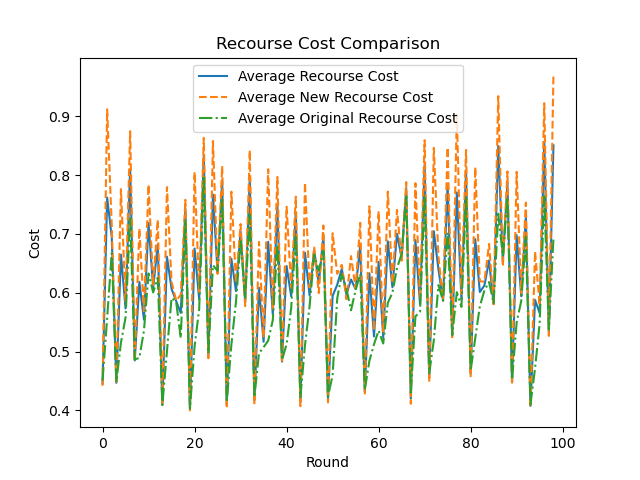 Recourse Cost Comparison
Average Recourse Cost
Average New Recourse Cost
Average Original Recourse Cost
0.9
0.8
0.7
0.6
0.5
0.4
Cost
0
20
40
60
80
100
Round